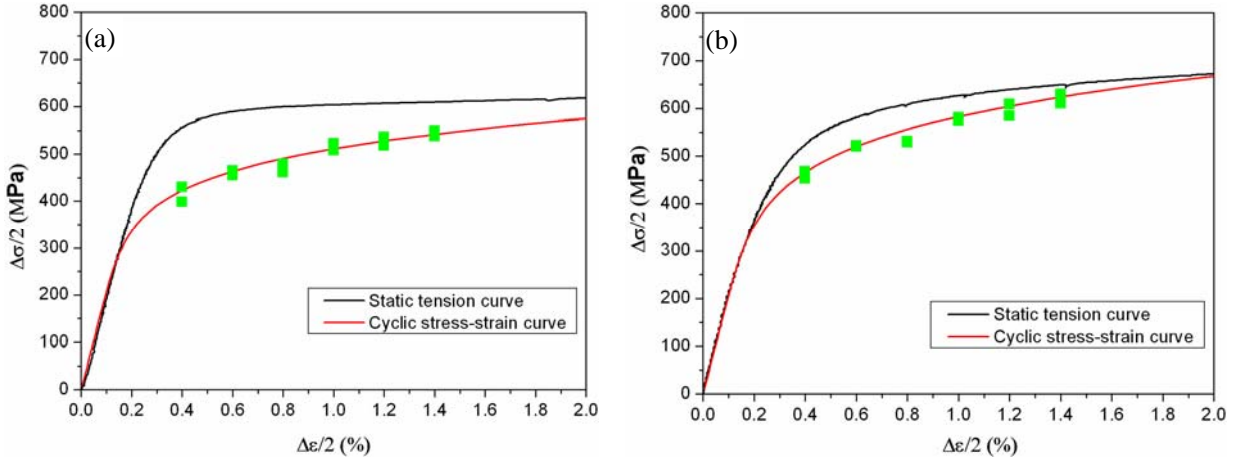 (a)
800
700
600
500
400
300
200
100
0
Δσ/2 (MPa)
Static tension curve
Cyclic stress-strain curve
0.0 0.2 0.4 0.6 0.8 1.0 1.2 1.4 1.6 1.8 2.0
Δε/2 (%)
(b)
800
700
600
500
400
300
200
100
0
Δσ/2 (MPa)
Static tension curve
Cyclic stress-strain curve
0.0 0.2 0.4 0.6 0.8 1.0 1.2 1.4 1.6 1.8 2.0
Δε/2 (%)